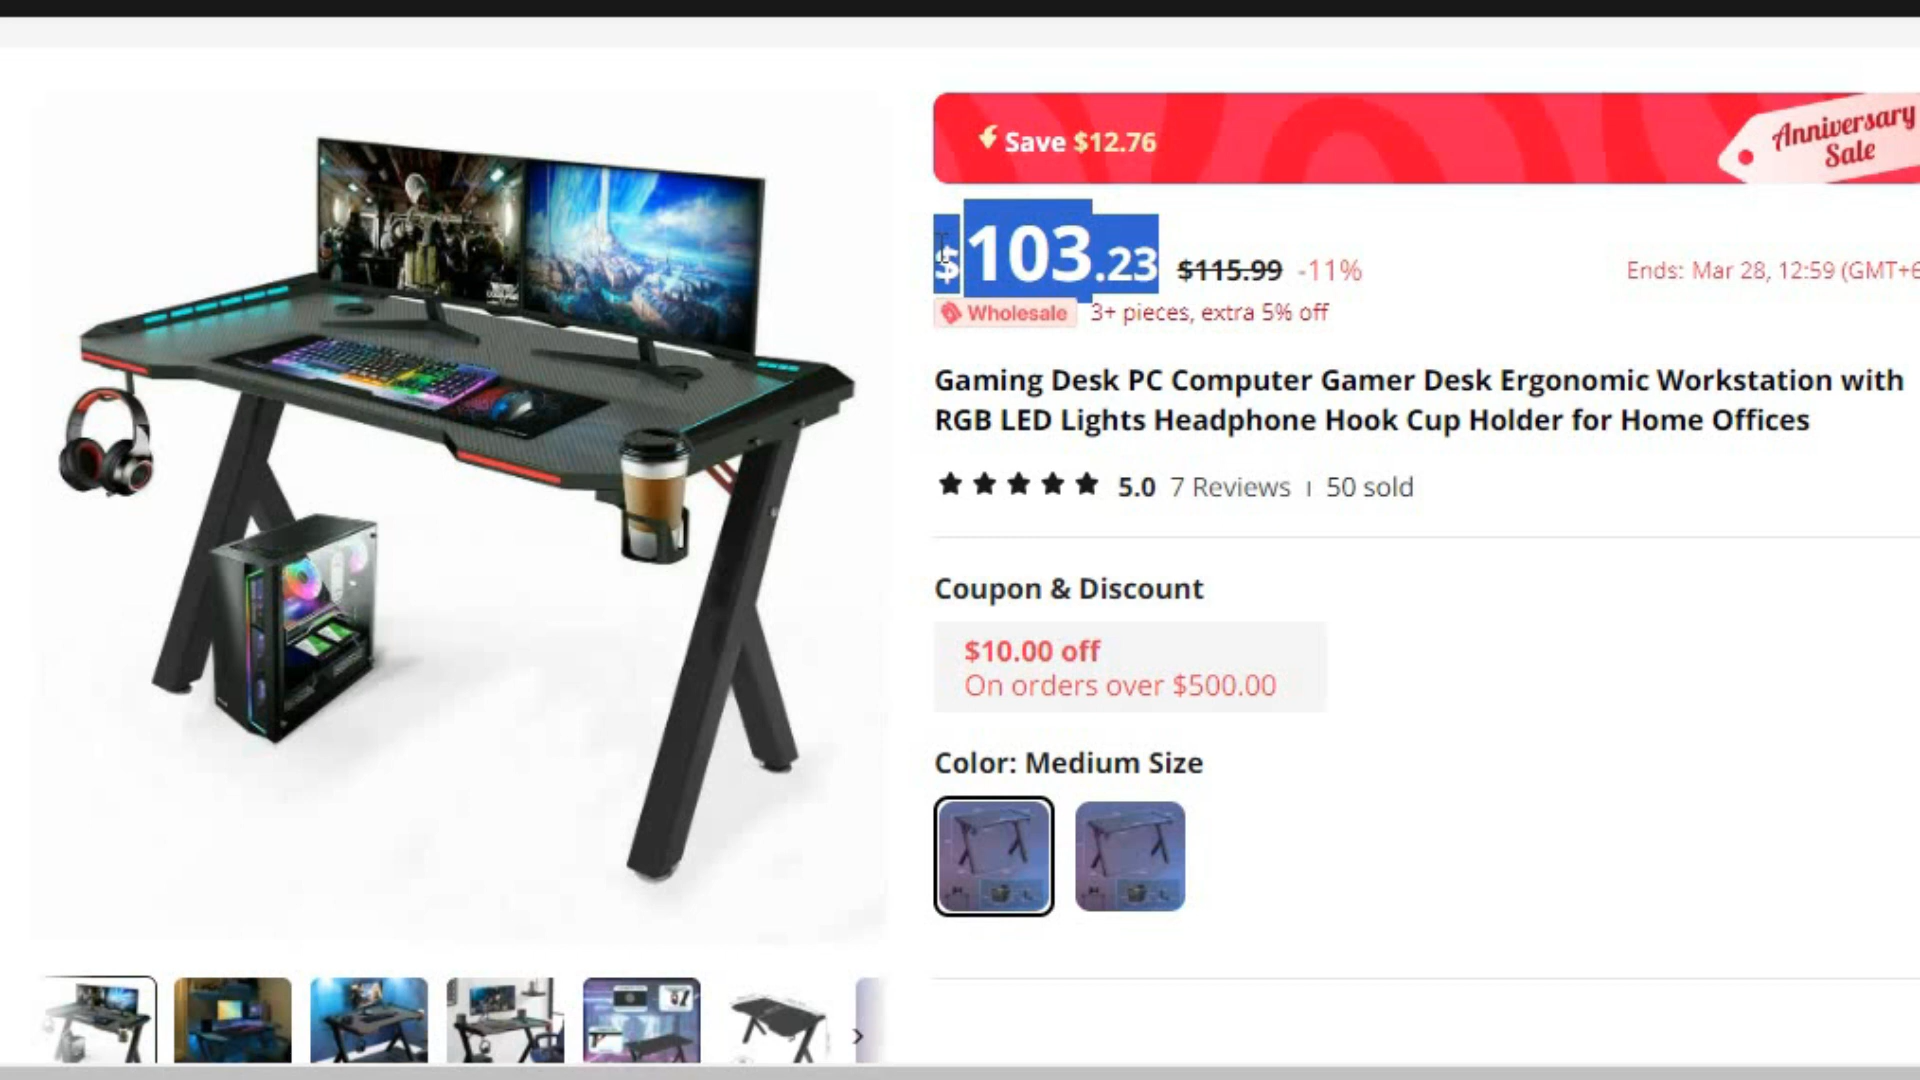 Save $12.76
Anniversary
Sale
$103.23 $115.99 -11%
Ends: Mar 28, 12:59 (GMT+6
Wholesale 3+ pieces, extra 5% off
Gaming Desk PC Computer Gamer Desk Ergonomic Workstation with
RGB LED Lights Headphone Hook Cup Holder for Home Offices
5.0 7 Reviews 50 sold
Coupon & Discount
$10.00 off
On orders over $500.00
Color: Medium Size